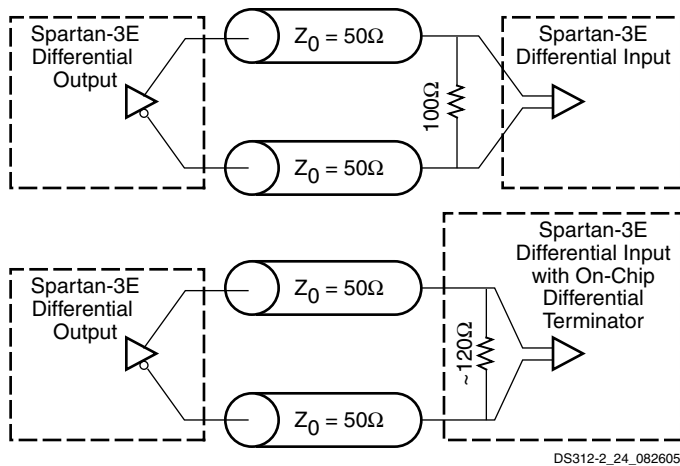 Spartan-3E
Differential
Output
Z0 = 50Ω
Z0 = 50Ω
100Ω
Spartan-3E
Differential Input
Spartan-3E
Differential
Output
Z0 = 50Ω
Z0 = 50Ω
~120Ω
Spartan-3E
Differential Input
with On-Chip
Differential
Terminator
DS312-2_24_082605